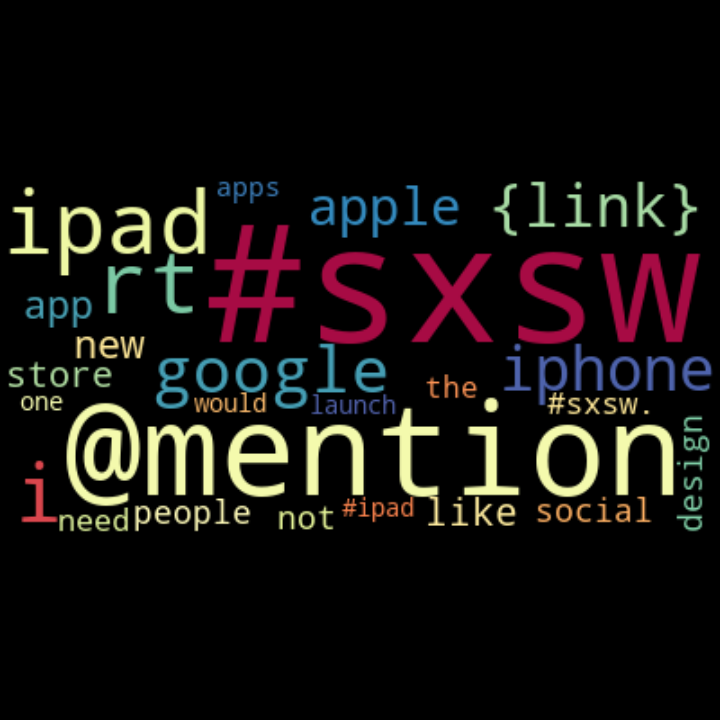 apps
ipad
apple
{link}
rt
#sxsw
app
new
store
google
iphone
the
one
would
launch
#sxsw.
@mention
design
i
need
people
not
#ipad
like
social